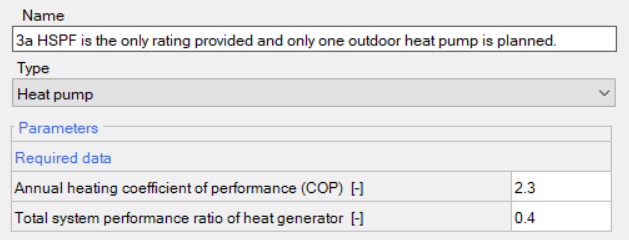 Name
3a HSPF is the only rating provided and only one outdoor heat pump is planned.
Type
Heat pump
Parameters
Required data
Annual heating coefficient of performance (COP) [-] 2.3
Total system performance ratio of heat generator [-] 0.4